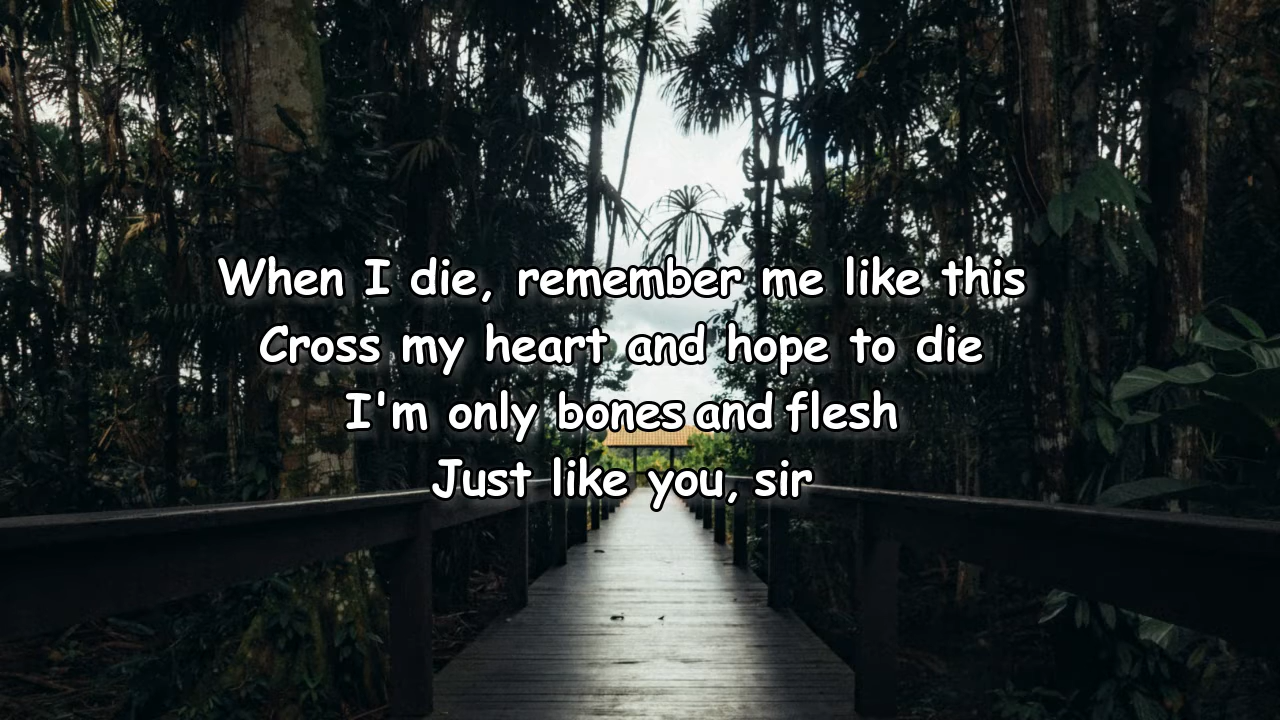 When I die, remember me like this
Cross my heart and hope to die
I'm only bones and flesh
Just like you, sir